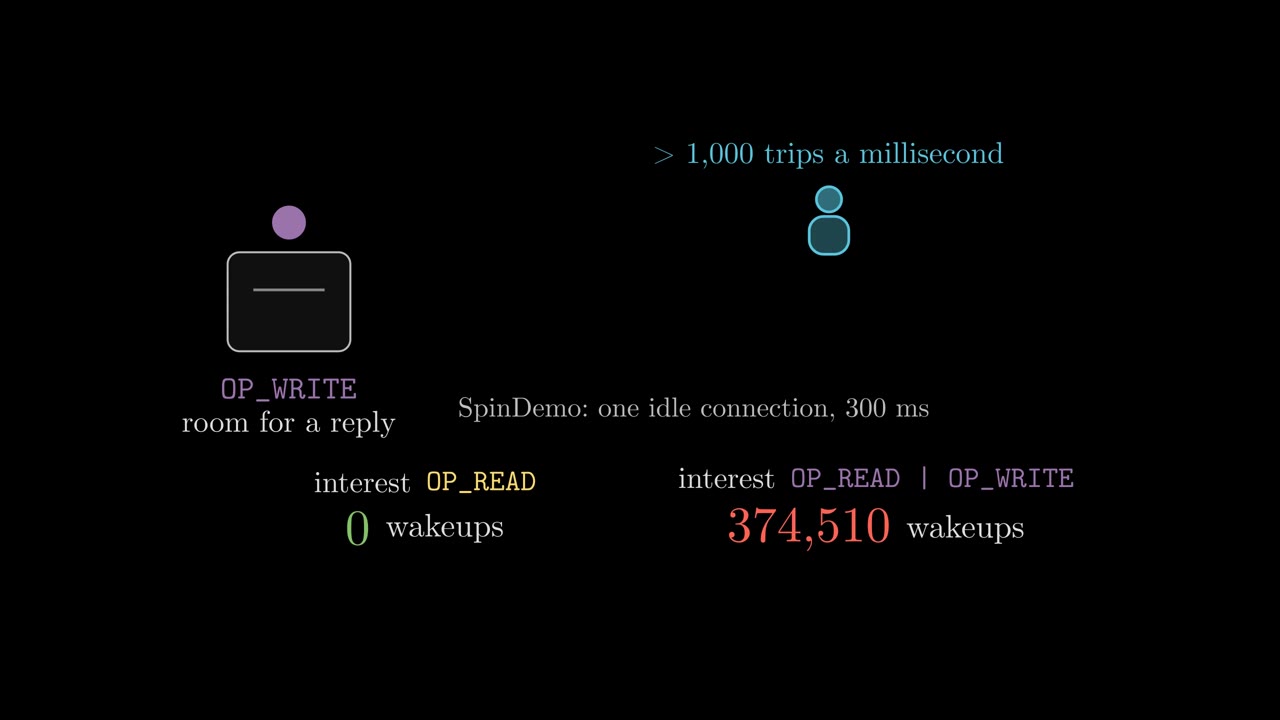 > 1,000 trips a millisecond
OP_WRITE
room for a reply
SpinDemo: one idle connection, 300 ms
interest OP_READ
0 wakeups
interest OP_READ | OP_WRITE
374,510 wakeups